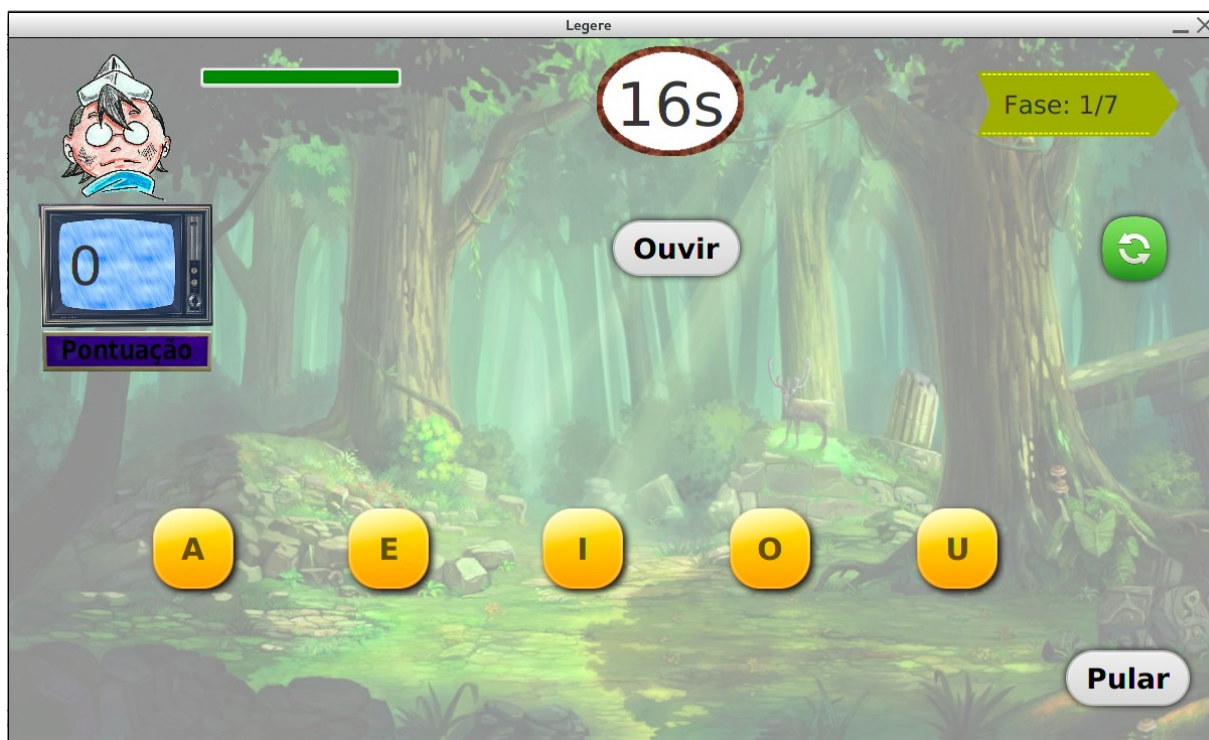 Legere
16s
Fase: 1/7
Ouvir
0
Pontuação
A E I O U
Pular